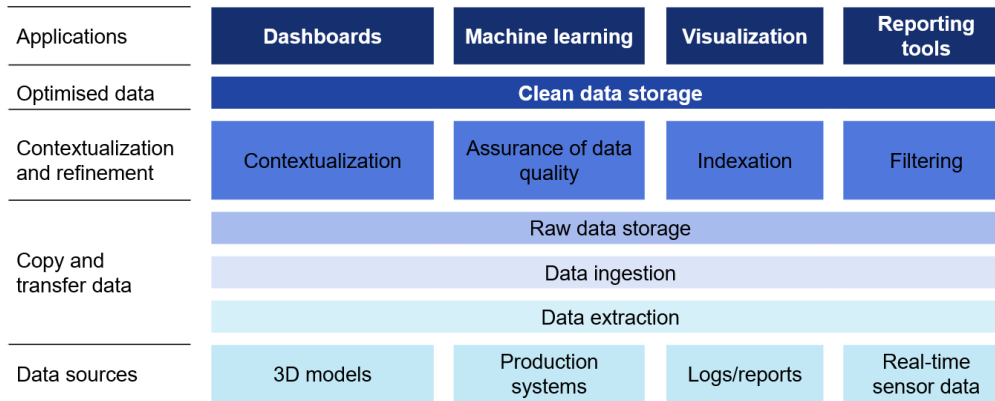 Applications
Dashboards
Machine learning
Visualization
Reporting
tools
Optimised data
Clean data storage
Contextualization
and refinement
Contextualization
Assurance of data
quality
Indexation
Filtering
Copy and
transfer data
Raw data storage
Data ingestion
Data extraction
Data sources
3D models
Production
systems
Logs/reports
Real-time
sensor data